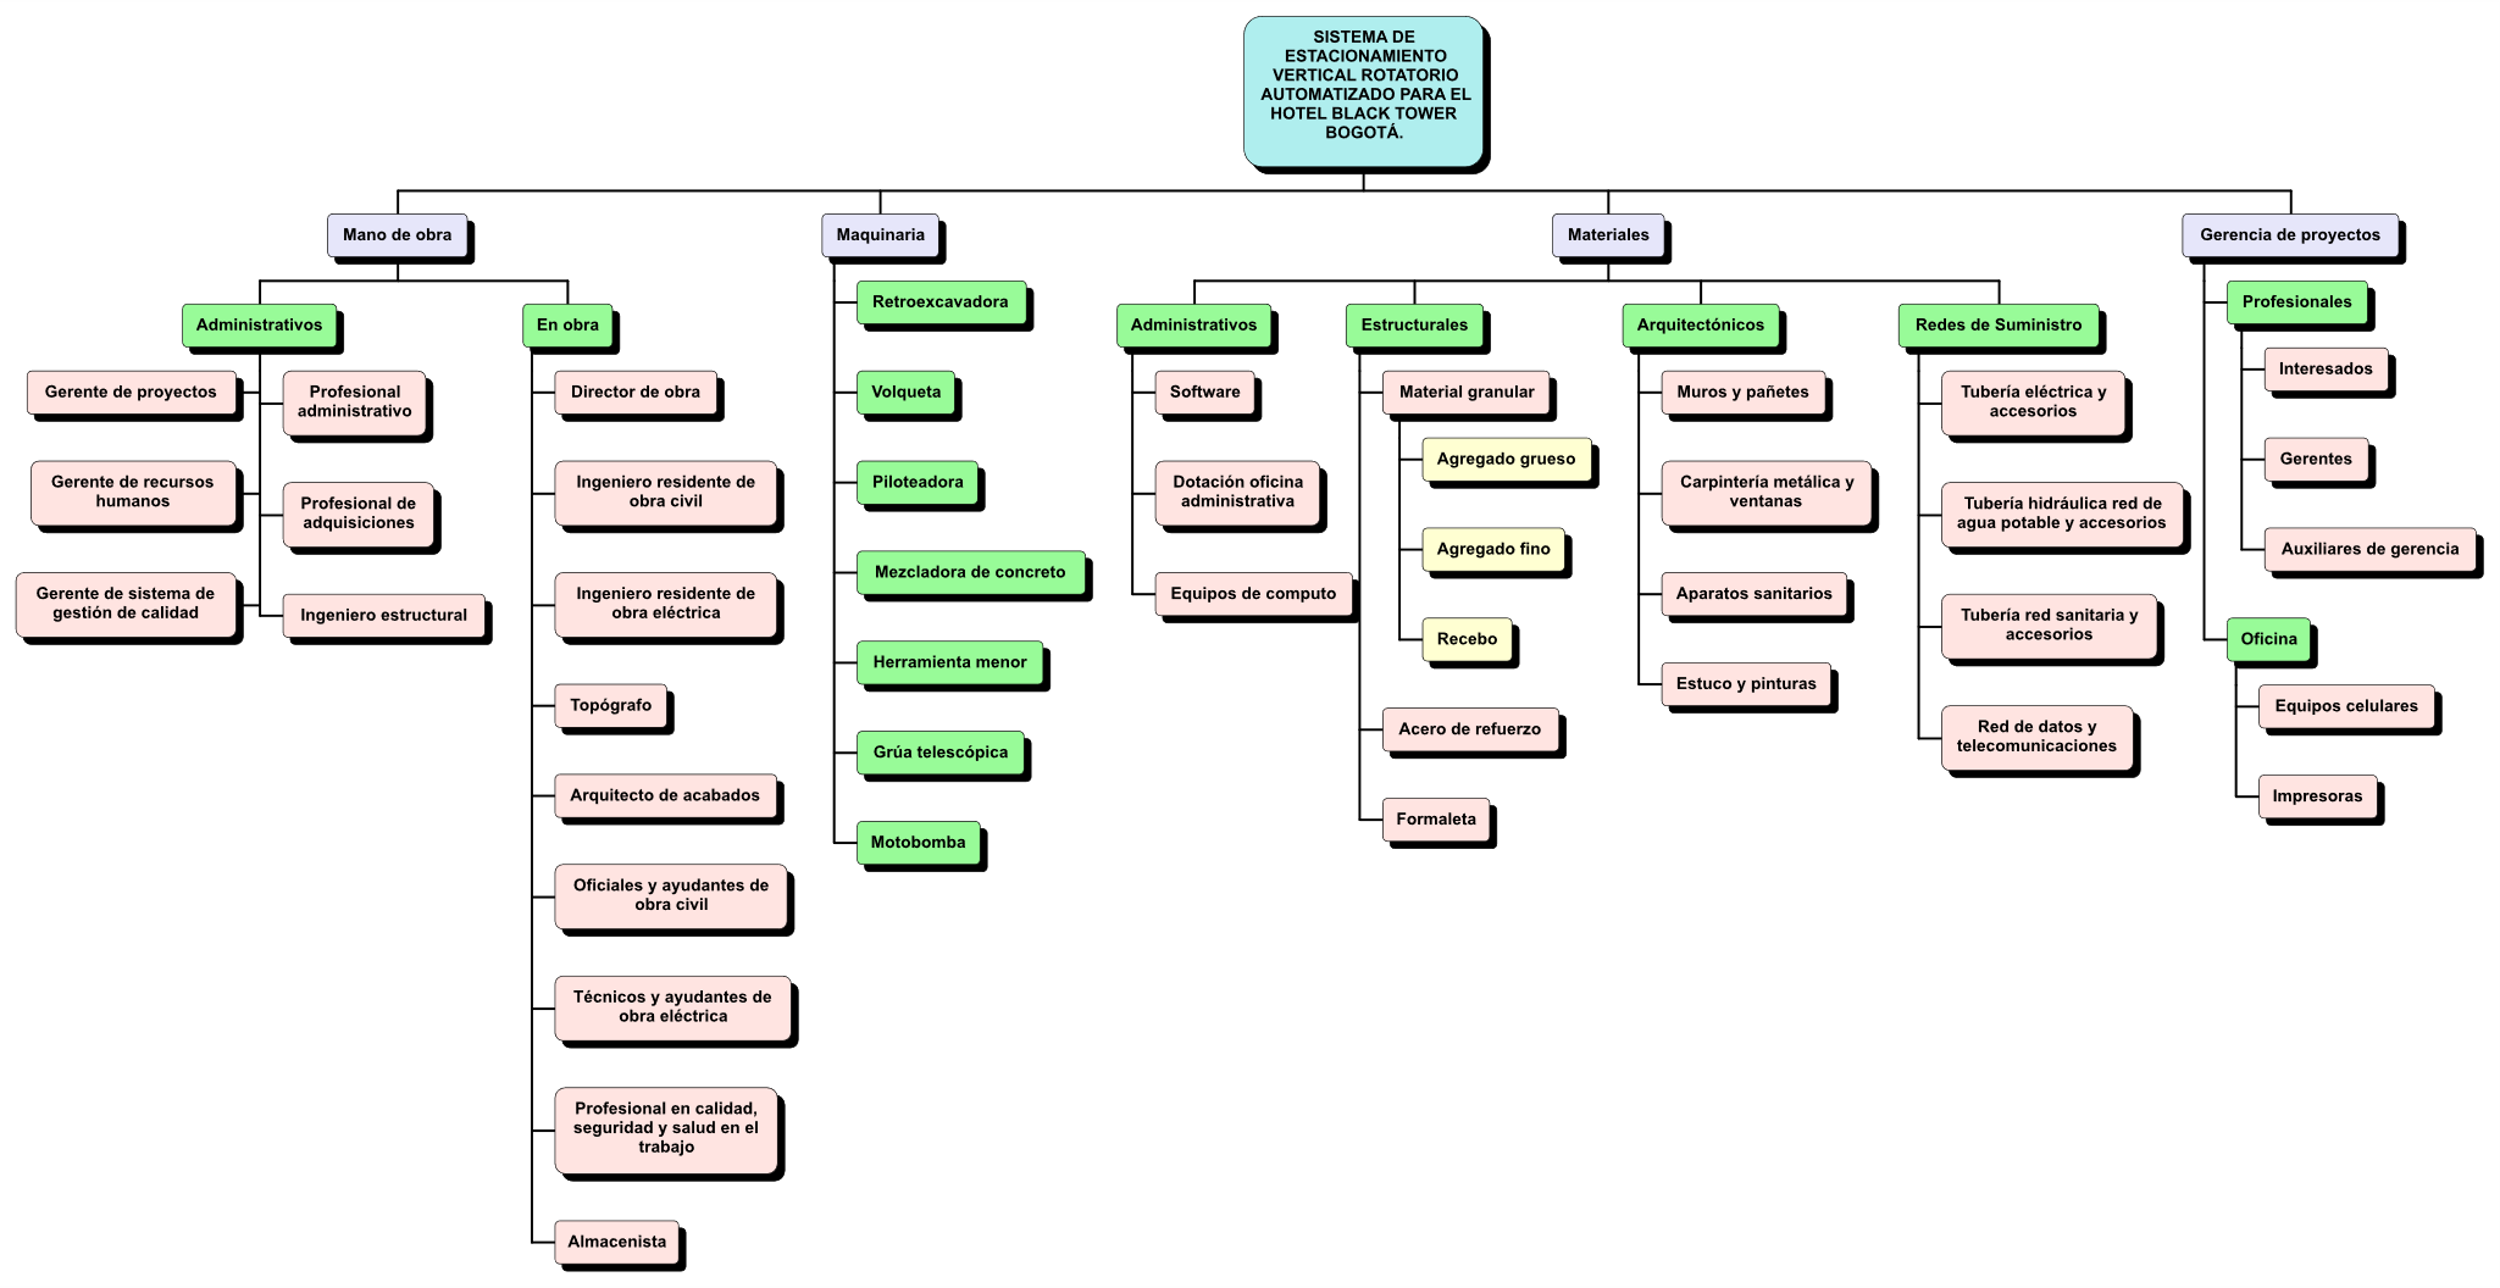 SISTEMA DE
ESTACIONAMIENTO
VERTICAL ROTATORIO
AUTOMATIZADO PARA EL
HOTEL BLACK TOWER
BOGOTÁ.
Mano de obra
Administrativos
Gerente de proyectos
Gerente de recursos
humanos
Gerente de sistema de
gestión de calidad
Profesional
administrativo
Profesional de
adquisiciones
Ingeniero estructural
En obra
Director de obra
Ingeniero residente de
obra civil
Ingeniero residente de
obra eléctrica
Topógrafo
Arquitecto de acabados
Oficiales y ayudantes de
obra civil
Técnicos y ayudantes de
obra eléctrica
Profesional en calidad,
seguridad y salud en el
trabajo
Almacenista
Maquinaria
Retroexcavadora
Volqueta
Piloteadora
Mezcladora de concreto
Herramienta menor
Grúa telescópica
Motobomba
Materiales
Administrativos
Software
Dotación oficina
administrativa
Equipos de computo
Estructurales
Material granular
Agregado grueso
Agregado fino
Recebo
Acero de refuerzo
Formaleta
Arquitectónicos
Muros y pañetes
Carpintería metálica y
ventanas
Aparatos sanitarios
Estuco y pinturas
Redes de Suministro
Tubería eléctrica y
accesorios
Tubería hidráulica red de
agua potable y accesorios
Tubería red sanitaria y
accesorios
Red de datos y
telecomunicaciones
Gerencia de proyectos
Profesionales
Interesados
Gerentes
Auxiliares de gerencia
Oficina
Equipos celulares
Impresoras